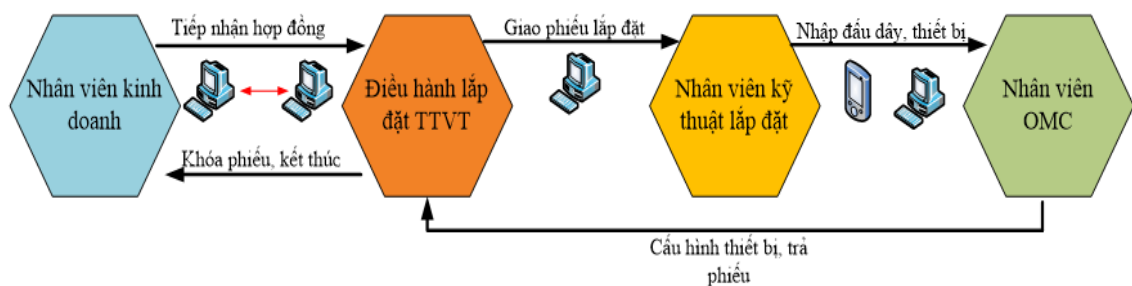 Tiếp nhận hợp đồng
Giao phiếu lắp đặt
Nhập đấu dây, thiết bị
Nhân viên kinh
doanh
Điều hành lắp
đặt TTVT
Nhân viên kỹ
thuật lắp đặt
Nhân viên
OMC
Khóa phiếu, kết thúc
Cấu hình thiết bị, trả
phiếu